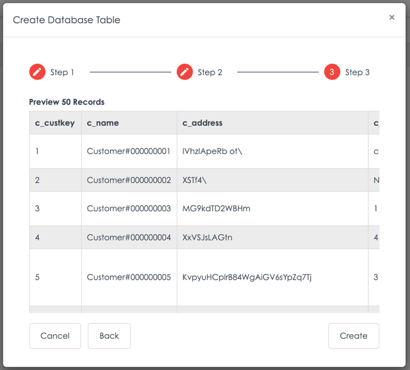 Create Database Table ×
Step 1 Step 2 3 Step 3
Preview 50 Records
c_custkey c_name c_address c_
1 Customer#000000001 IVhzIApeRb ot\ c
2 Customer#000000002 XSTf4\ N
3 Customer#000000003 MG9kdTD2WBHm 1
4 Customer#000000004 XxVSJsLAGtn 4
5 Customer#000000005 KvpyuHCplrB84WgAiGV6sYpZq7Tj 3
Cancel Back Create